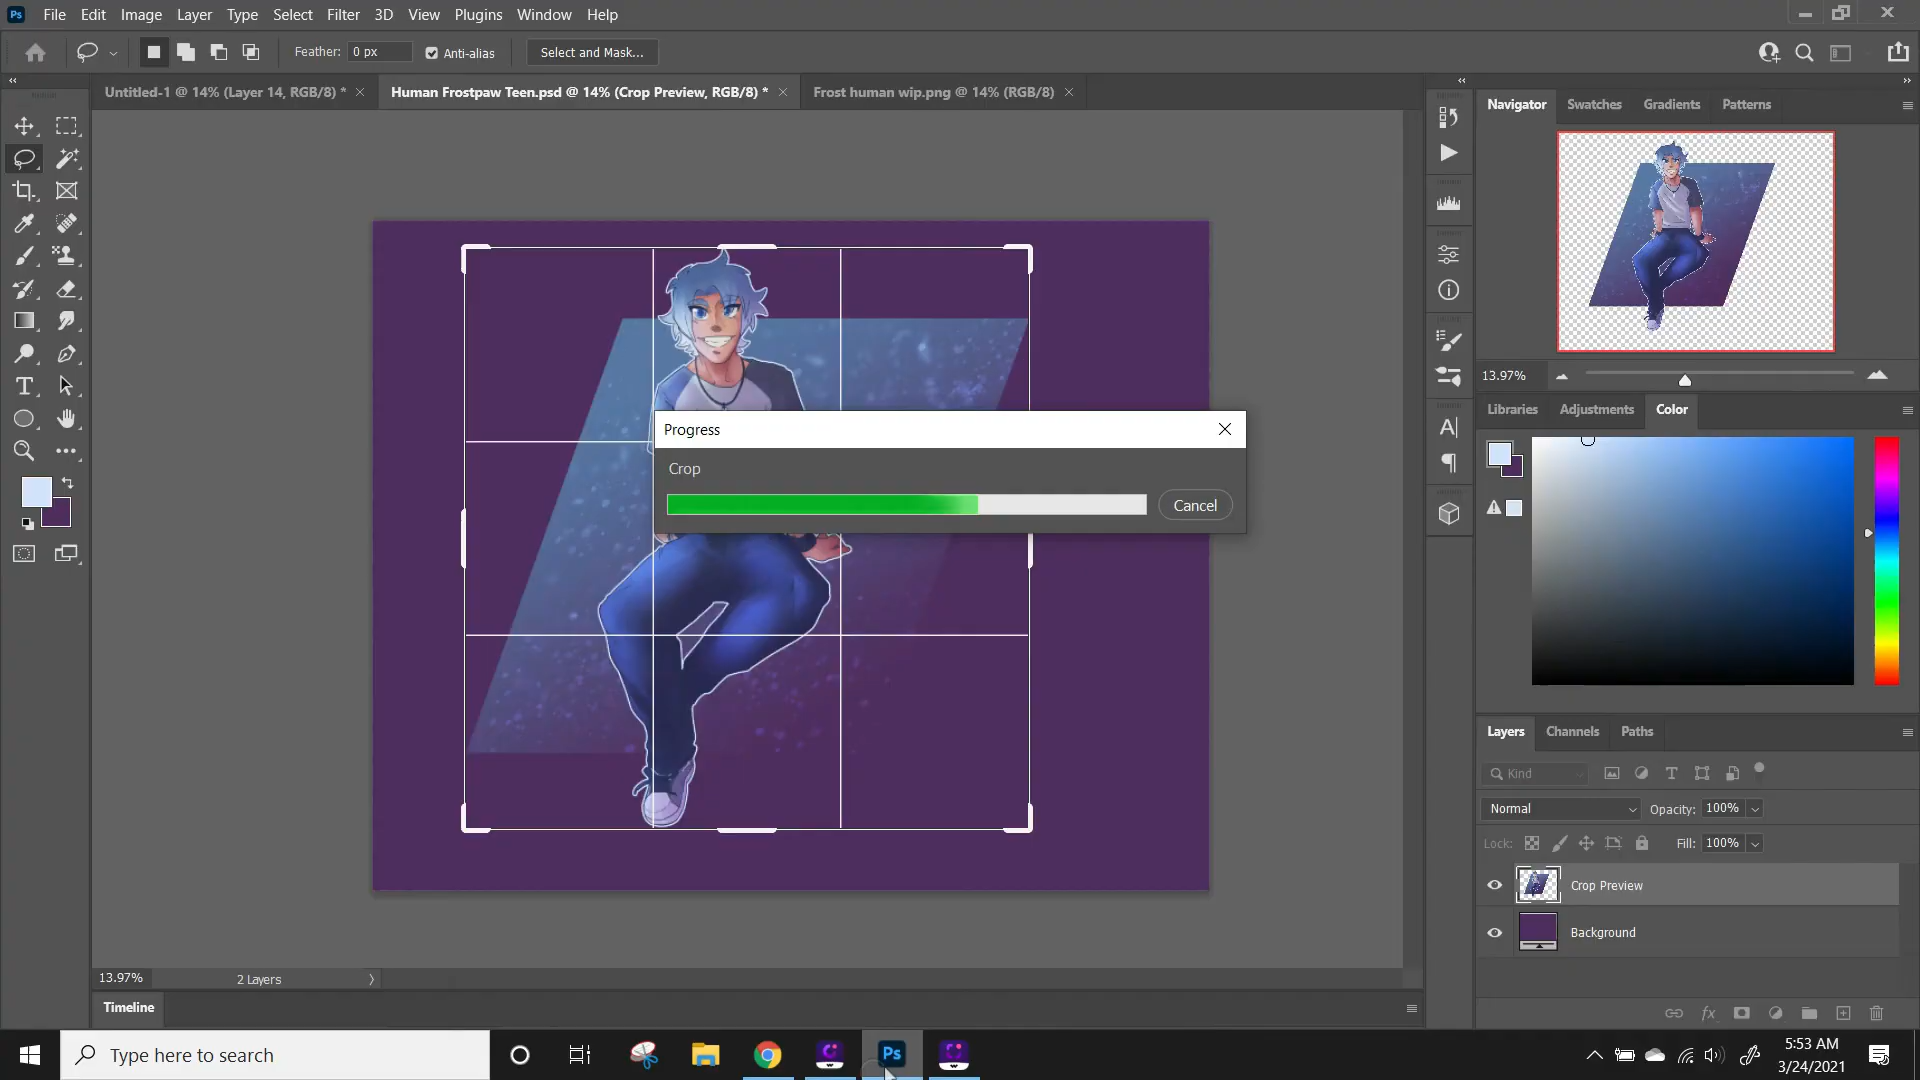 Ps File Edit Image Layer Type Select Filter 3D View Plugins Window Help
Feather: 0 px Anti-alias Select and Mask...
Untitled-1 @ 14% (Layer 14, RGB/8) * × Human Frostpaw Teen.psd @ 14% (Crop Preview, RGB/8) * × Frost human wip.png @ 14% (RGB/8) ×
Navigator Swatches Gradients Patterns
13.97%
Libraries Adjustments Color
Progress
Crop
Cancel
Layers Channels Paths
Kind
Normal Opacity: 100%
Lock: Fill: 100%
Crop Preview
Background
13.97% 2 Layers
Timeline
Type here to search
Ps
5:53 AM
3/24/2021